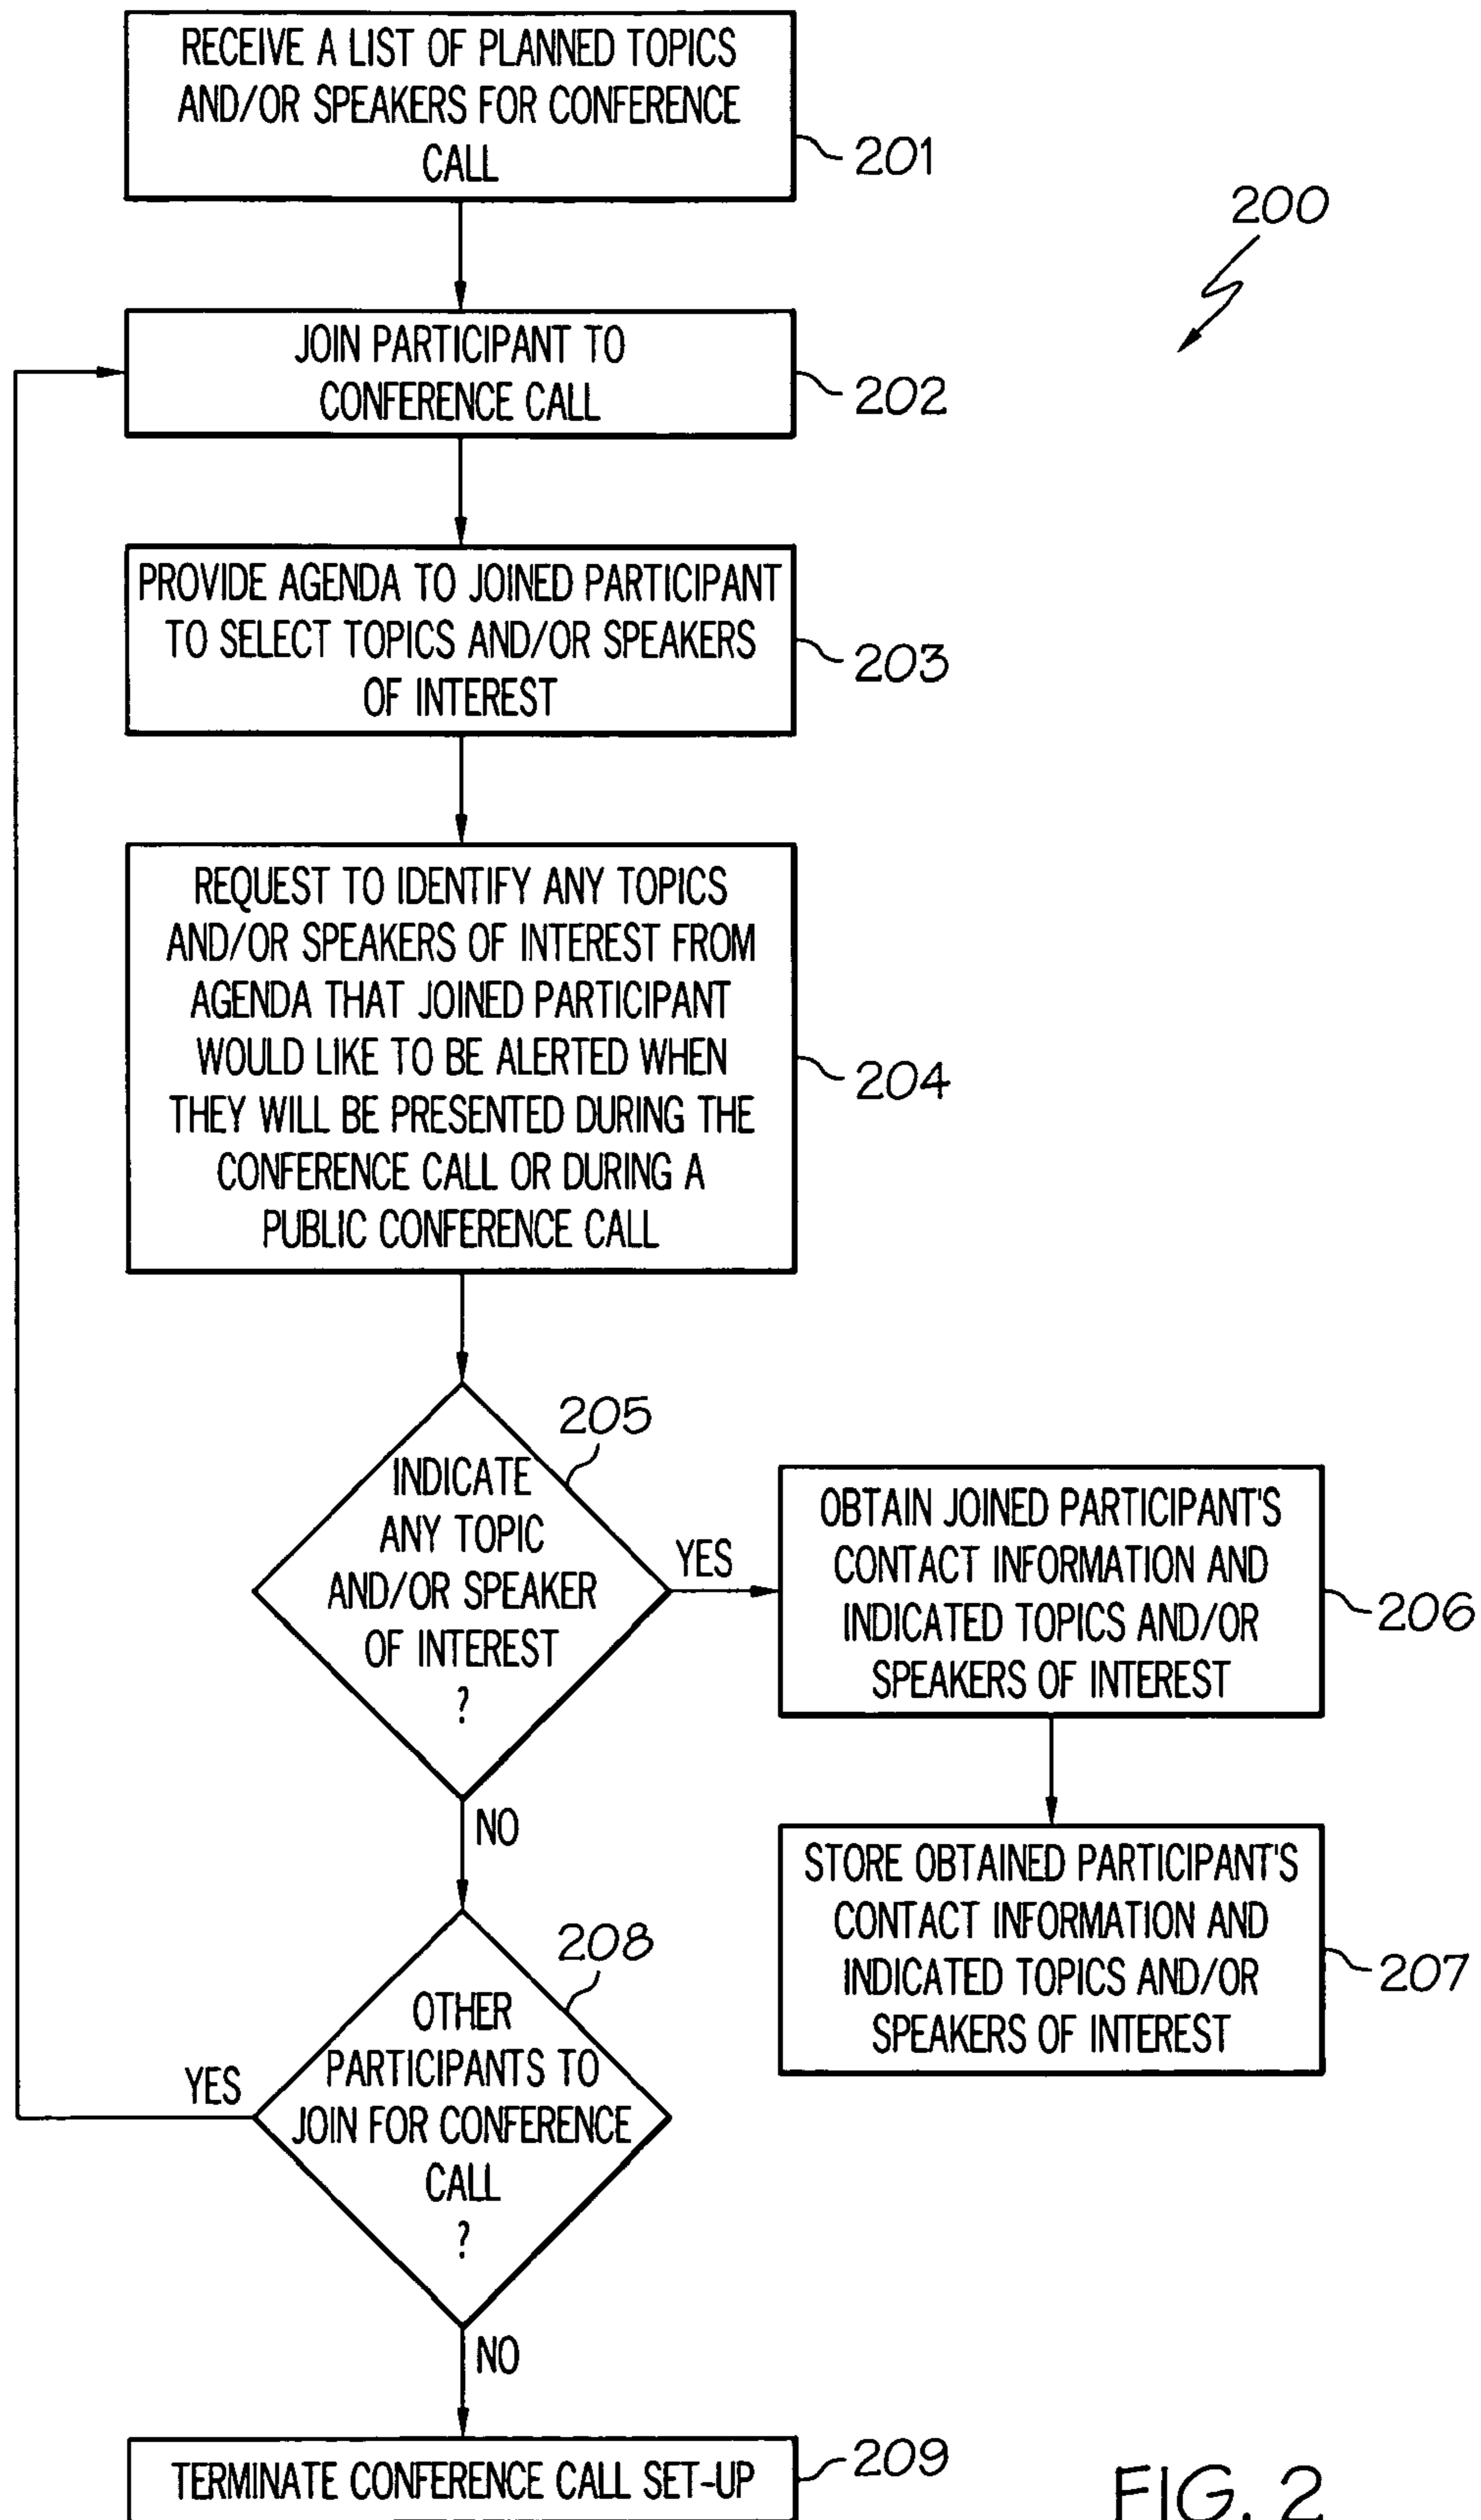 RECEIVE A LIST OF PLANNED TOPICS
AND/OR SPEAKERS FOR CONFERENCE
CALL
201
200
JOIN PARTICIPANT TO
CONFERENCE CALL
202
PROVIDE AGENDA TO JOINED PARTICIPANT
TO SELECT TOPICS AND/OR SPEAKERS
OF INTEREST
203
REQUEST TO IDENTIFY ANY TOPICS
AND/OR SPEAKERS OF INTEREST FROM
AGENDA THAT JOINED PARTICIPANT
WOULD LIKE TO BE ALERTED WHEN
THEY WILL BE PRESENTED DURING THE
CONFERENCE CALL OR DURING A
PUBLIC CONFERENCE CALL
204
205
INDICATE
ANY TOPIC
AND/OR SPEAKER
OF INTEREST
?
YES
OBTAIN JOINED PARTICIPANT'S
CONTACT INFORMATION AND
INDICATED TOPICS AND/OR
SPEAKERS OF INTEREST
206
NO
STORE OBTAINED PARTICIPANT'S
CONTACT INFORMATION AND
INDICATED TOPICS AND/OR
SPEAKERS OF INTEREST
207
208
OTHER
PARTICIPANTS TO
JOIN FOR CONFERENCE
CALL
?
YES
NO
TERMINATE CONFERENCE CALL SET-UP
209
FIG. 2